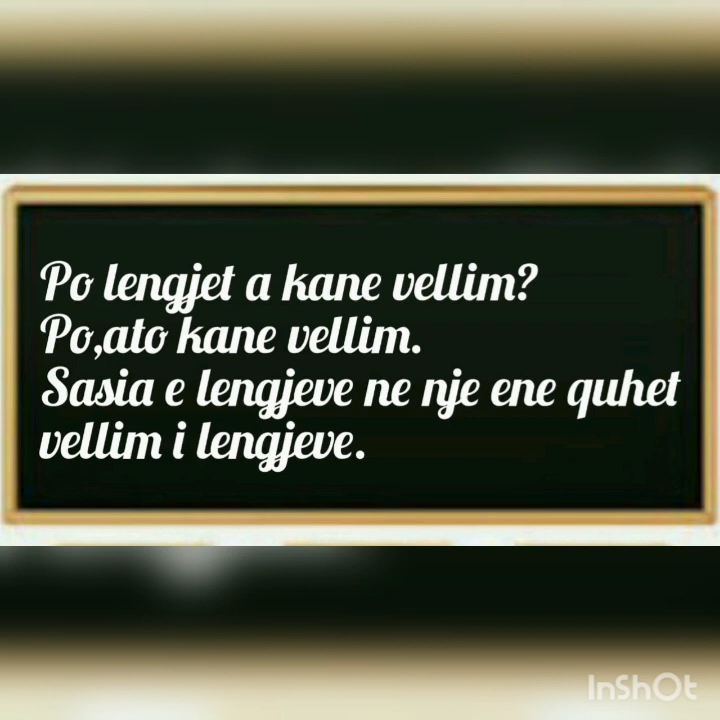 Po lengjet a kane vellim?
Po,ato kane vellim.
Sasia e lengjeve ne nje ene quhet
vellim i lengjeve.
InShOt